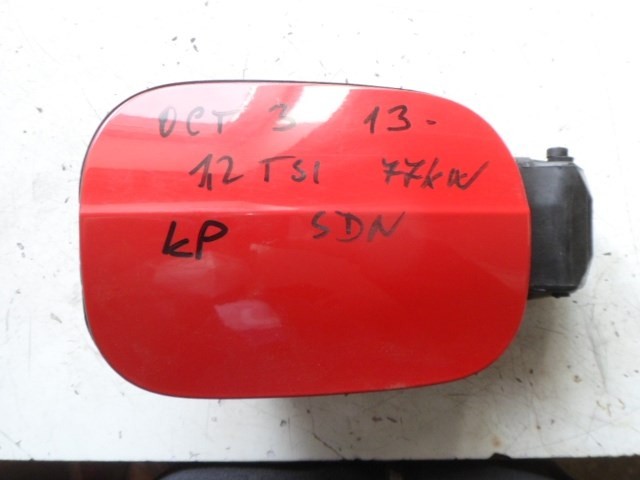 OCT 3 13-
1,2 TSI 77kW
KP SDN